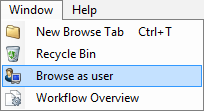 Window Help
New Browse Tab Ctrl+T
Recycle Bin
Browse as user
Workflow Overview